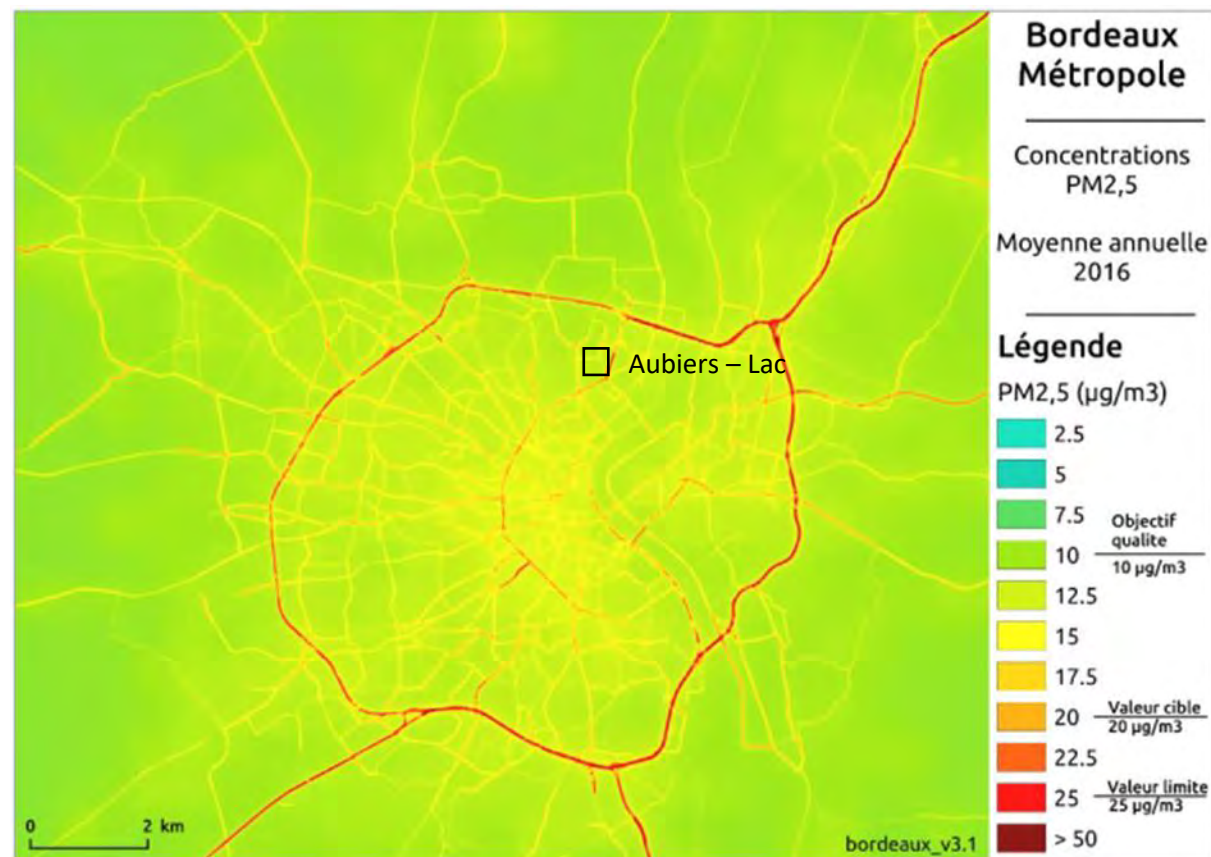 Bordeaux
Métropole
Concentrations
PM2,5
Moyenne annuelle
2016
Légende
PM2,5 (µg/m3)
2.5
5
7.5
Objectif
qualite
10
10 µg/m3
12.5
15
17.5
20
Valeur cible
20 µg/m3
22.5
25
Valeur limite
25 µg/m3
> 50
Aubiers – Lac
0 2 km
bordeaux_v3.1